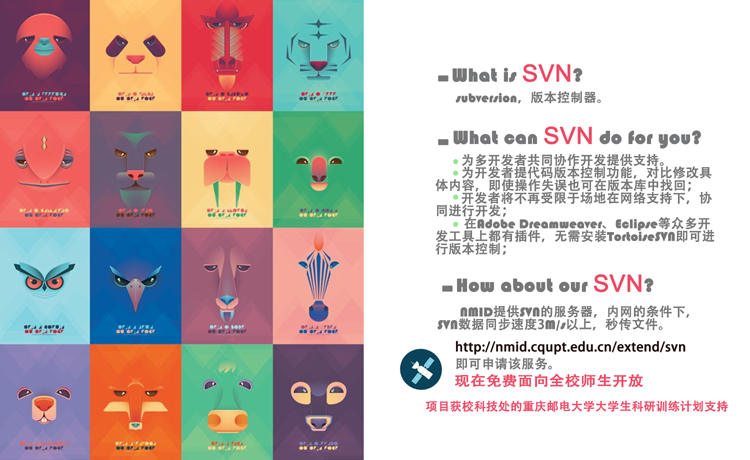 What is SVN?
subversion，版本控制器。
What can SVN do for you?
为多开发者共同协作开发提供支持。
为开发者提代码版本控制功能，对比修改具
体内容，即使操作失误也可在版本库中找回；
开发者将不再受限于场地在网络支持下，协
同进行开发；
在Adobe Dreamweaver、Eclipse等众多开
发工具上都有插件，无需安装TortoiseSVN即可进
行版本控制；
How about our SVN?
NMID提供SVN的服务器，内网的条件下，
SVN数据同步速度3M/s以上，秒传文件。
http://nmid.cqupt.edu.cn/extend/svn
即可申请该服务。
现在免费面向全校师生开放
项目获校科技处的重庆邮电大学大学生科研训练计划支持